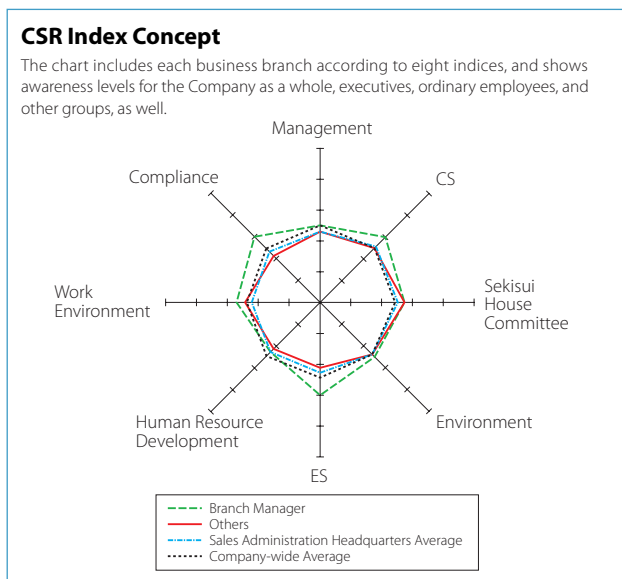 CSR Index Concept
The chart includes each business branch according to eight indices, and shows
awareness levels for the Company as a whole, executives, ordinary employees, and
other groups, as well.
Management
Compliance
CS
Work
Environment
Sekisui
House
Committee
Human Resource
Development
Environment
ES
Branch Manager
Others
Sales Administration Headquarters Average
Company-wide Average